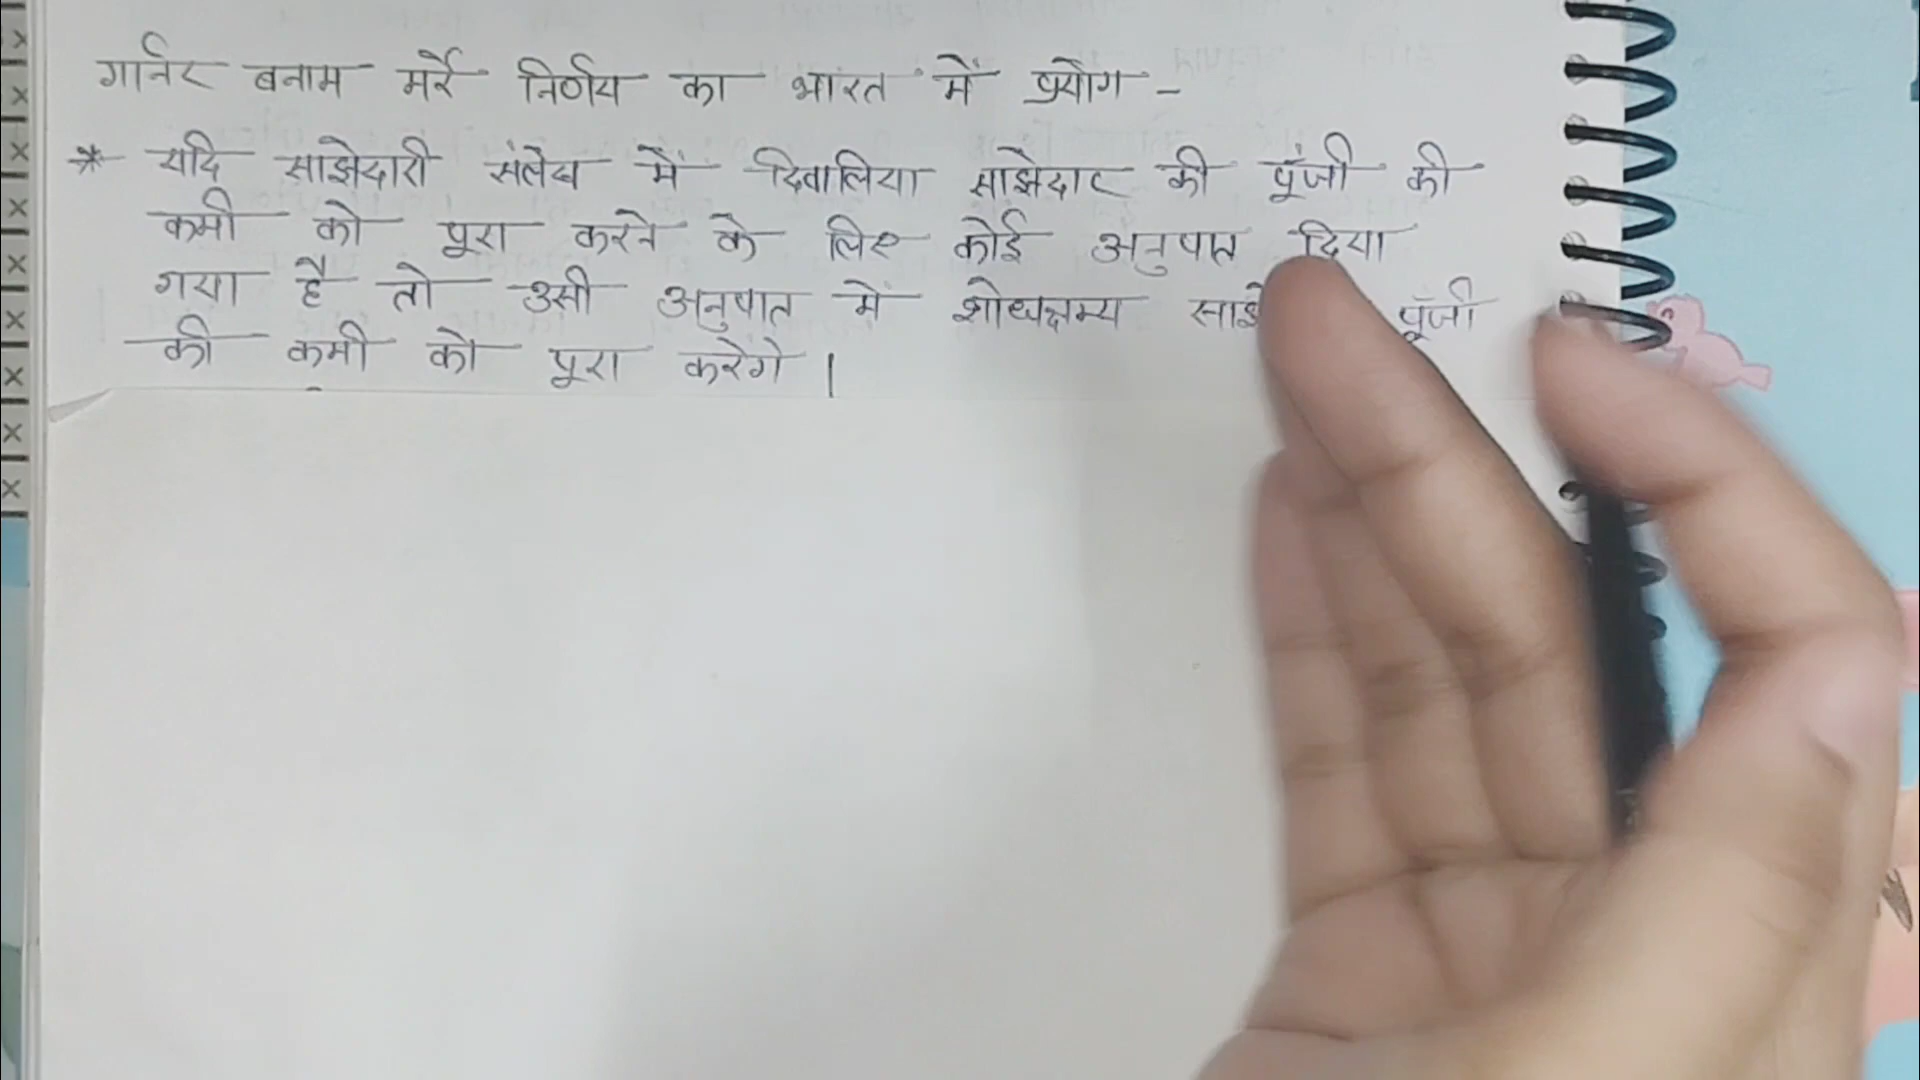 गार्नर बनाम मर्रे निर्णय का भारत में प्रयोग -
* यदि साझेदारी संलेख में दिवालिया साझेदार की पूंजी की
कमी को पूरा करने के लिए कोई अनुपात दिया
गया है तो उसी अनुपात में शोधक्षम्य पूँजी
की कमी को पूरा करेंगे ।